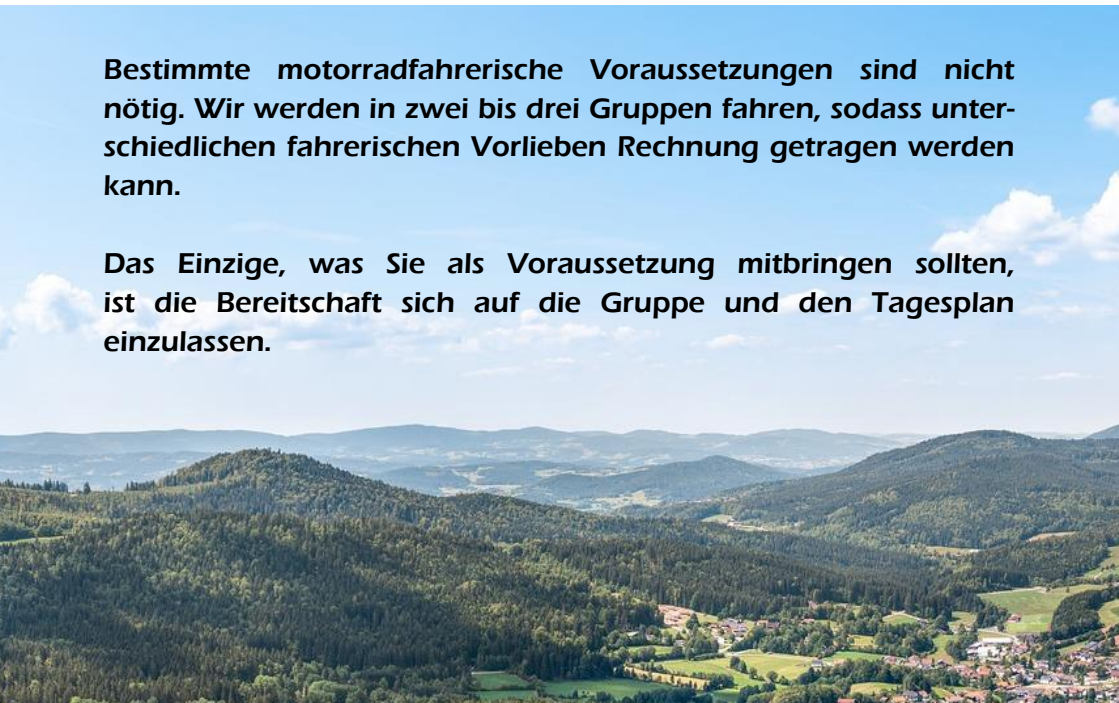 Bestimmte motorradfahrerische Voraussetzungen sind nicht
nötig. Wir werden in zwei bis drei Gruppen fahren, sodass unter-
schiedlichen fahrerischen Vorlieben Rechnung getragen werden
kann.
Das Einzige, was Sie als Voraussetzung mitbringen sollten,
ist die Bereitschaft sich auf die Gruppe und den Tagesplan
einzulassen.